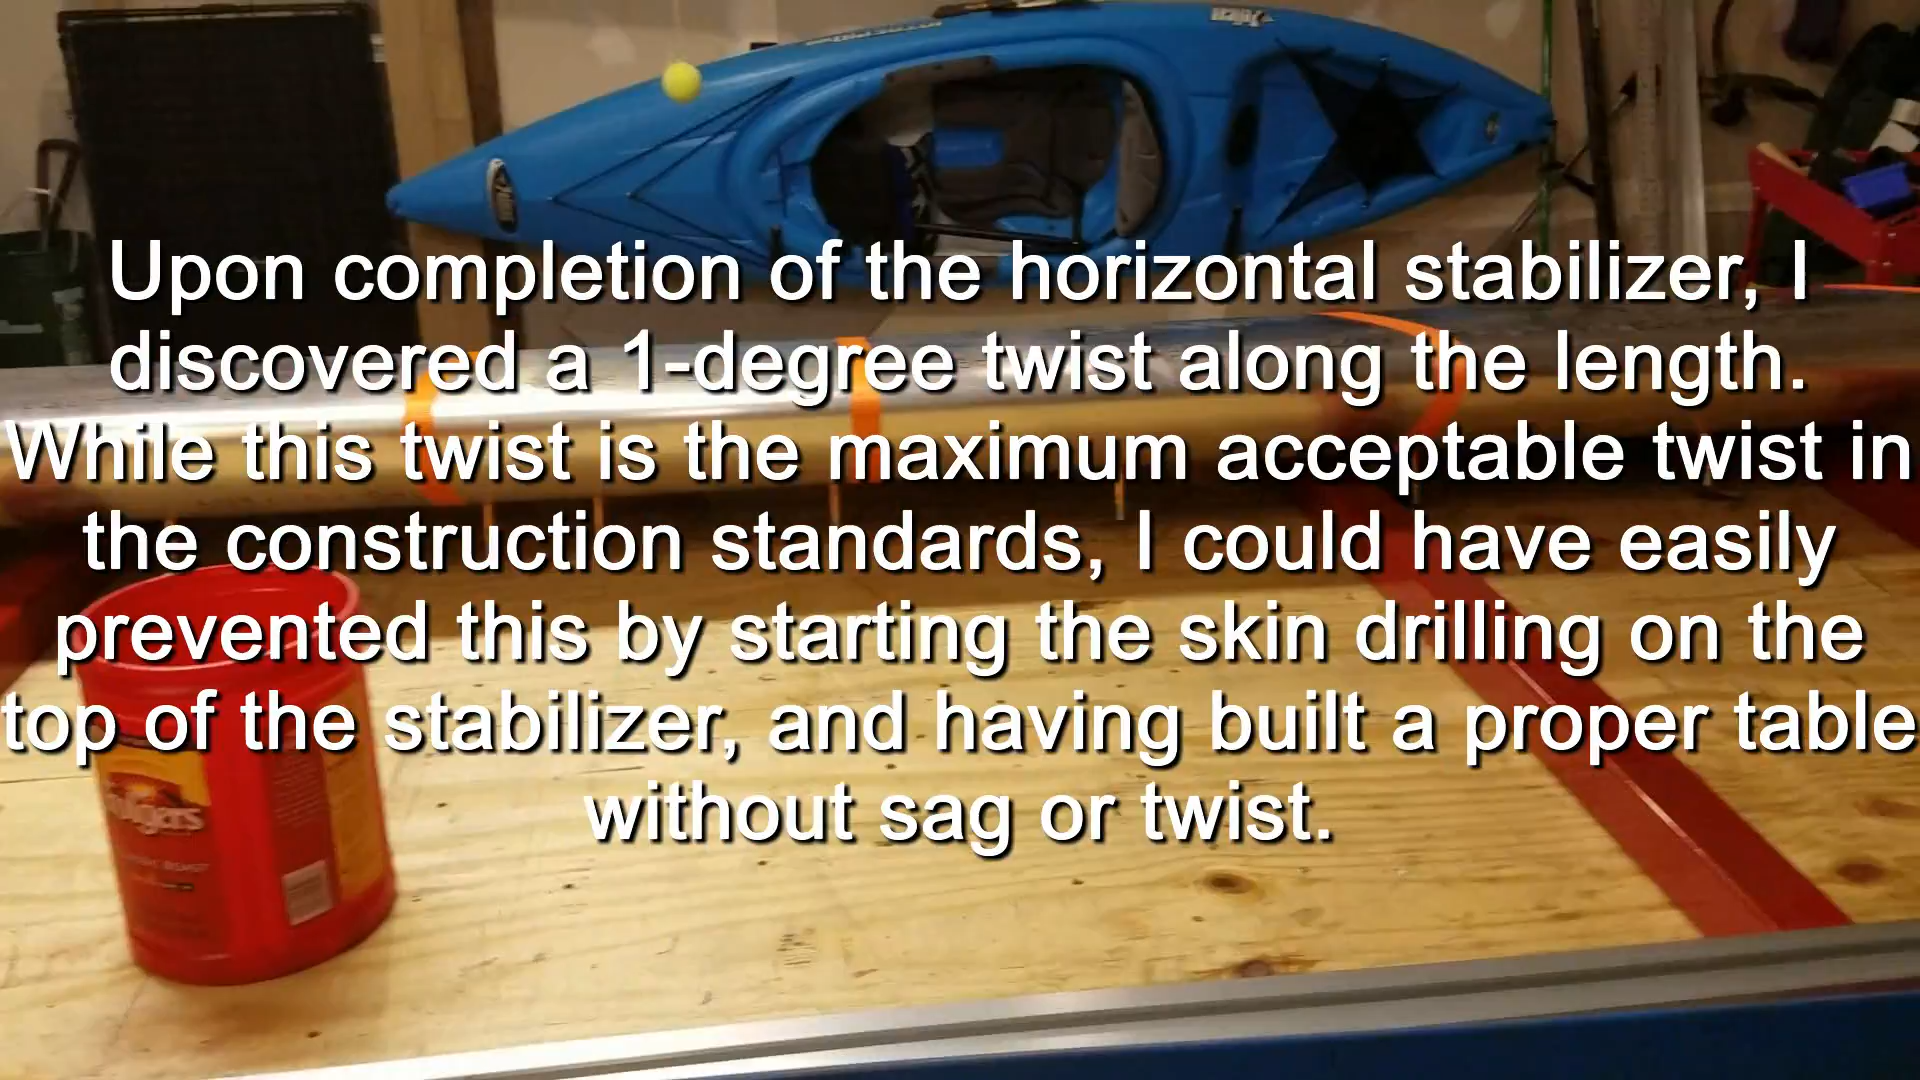 Upon completion of the horizontal stabilizer, I
discovered a 1-degree twist along the length.
While this twist is the maximum acceptable twist in
the construction standards, I could have easily
prevented this by starting the skin drilling on the
top of the stabilizer, and having built a proper table
without sag or twist.
Folgers